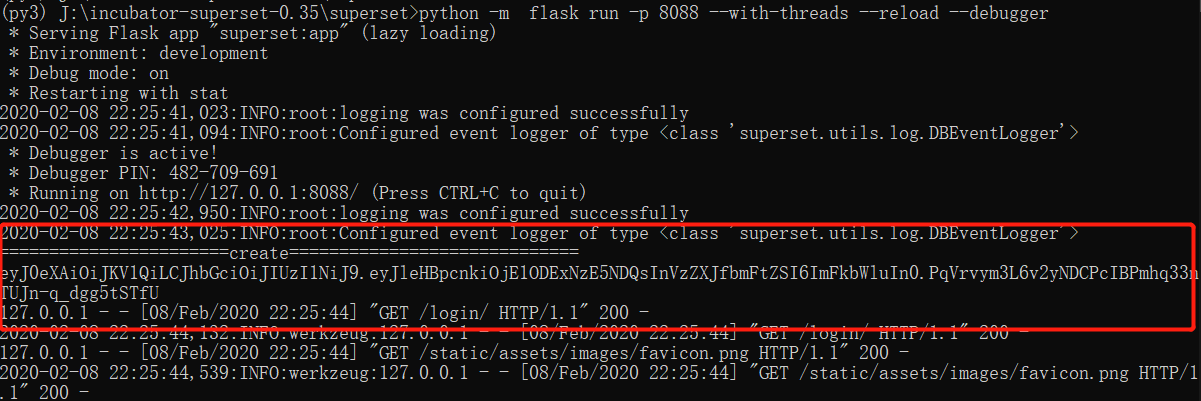 (py3) J:\incubator-superset-0.35\superset>python -m  flask run -p 8088 --with-threads --reload --debugger
 * Serving Flask app "superset:app" (lazy loading)
 * Environment: development
 * Debug mode: on
 * Restarting with stat
2020-02-08 22:25:41,023:INFO:root:logging was configured successfully
2020-02-08 22:25:41,094:INFO:root:Configured event logger of type <class 'superset.utils.log.DBEventLogger'>
 * Debugger is active!
 * Debugger PIN: 482-709-691
 * Running on http://127.0.0.1:8088/ (Press CTRL+C to quit)
2020-02-08 22:25:42,950:INFO:root:logging was configured successfully
2020-02-08 22:25:43,025:INFO:root:Configured event logger of type <class 'superset.utils.log.DBEventLogger'>
=======================create=============================
eyJ0eXAiOiJKV1QiLCJhbGciOiJIUzI1NiJ9.eyJleHBpcnkiOjE1ODExNzE5NDQsInVzZXJfbmFtZSI6ImFkbWluIn0.PqVrvym3L6v2yNDCPcIBPmhq33n
TUJn-q_dgg5tSTfU
127.0.0.1 - - [08/Feb/2020 22:25:44] "GET /login/ HTTP/1.1" 200 -
2020-02-08 22:25:44,132:INFO:werkzeug:127.0.0.1 - - [08/Feb/2020 22:25:44] "GET /login/ HTTP/1.1" 200 -
127.0.0.1 - - [08/Feb/2020 22:25:44] "GET /static/assets/images/favicon.png HTTP/1.1" 200 -
2020-02-08 22:25:44,539:INFO:werkzeug:127.0.0.1 - - [08/Feb/2020 22:25:44] "GET /static/assets/images/favicon.png HTTP/1
.1" 200 -